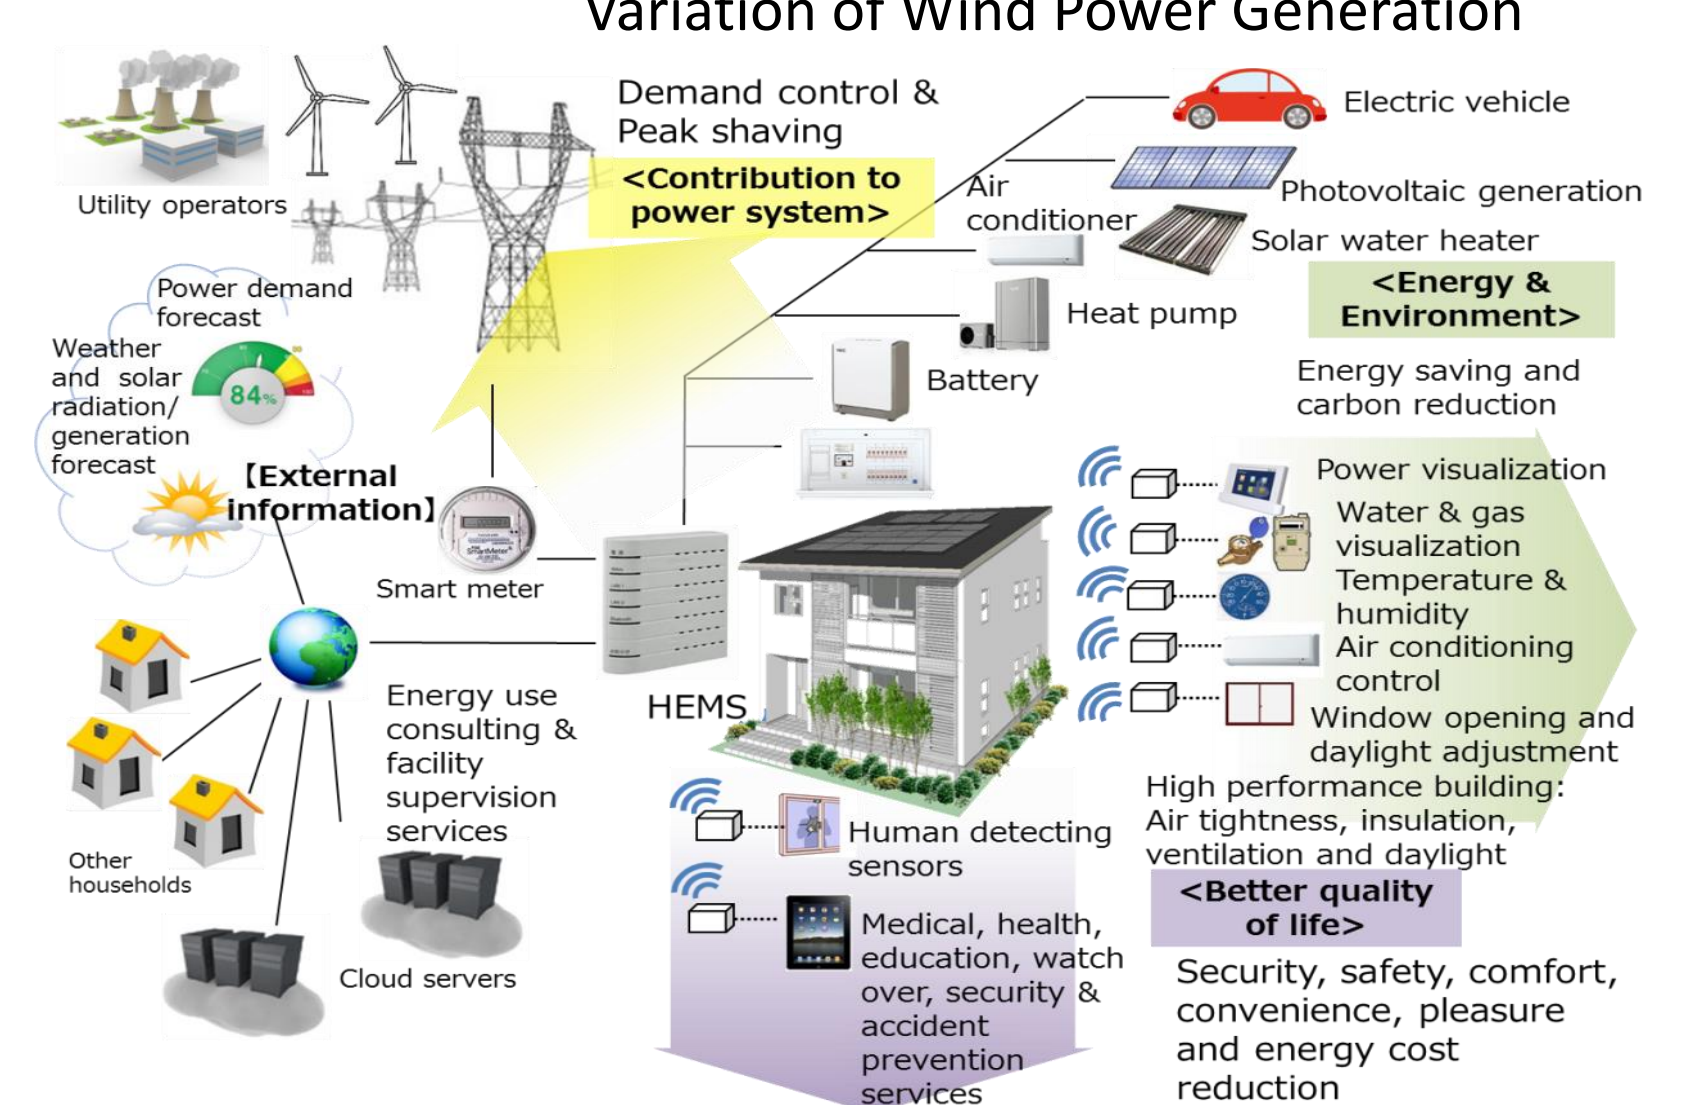 Variation of Wind Power Generation
Demand control &
Peak shaving
<Contribution to
power system>
Utility operators
Electric vehicle
Air
conditioner
Photovoltaic generation
Solar water heater
<Energy &
Environment>
Heat pump
Battery
Energy saving and
carbon reduction
Power demand
forecast
Weather
and solar
radiation/
generation
forecast
84%
【External
information】
SmartMeter
Smart meter
HEMS
Power visualization
Water & gas
visualization
Temperature &
humidity
Air conditioning
control
Window opening and
daylight adjustment
High performance building:
Air tightness, insulation,
ventilation and daylight
<Better quality
of life>
Security, safety, comfort,
convenience, pleasure
and energy cost
reduction
Energy use
consulting &
facility
supervision
services
Other
households
Cloud servers
Human detecting
sensors
Medical, health,
education, watch
over, security &
accident
prevention
services